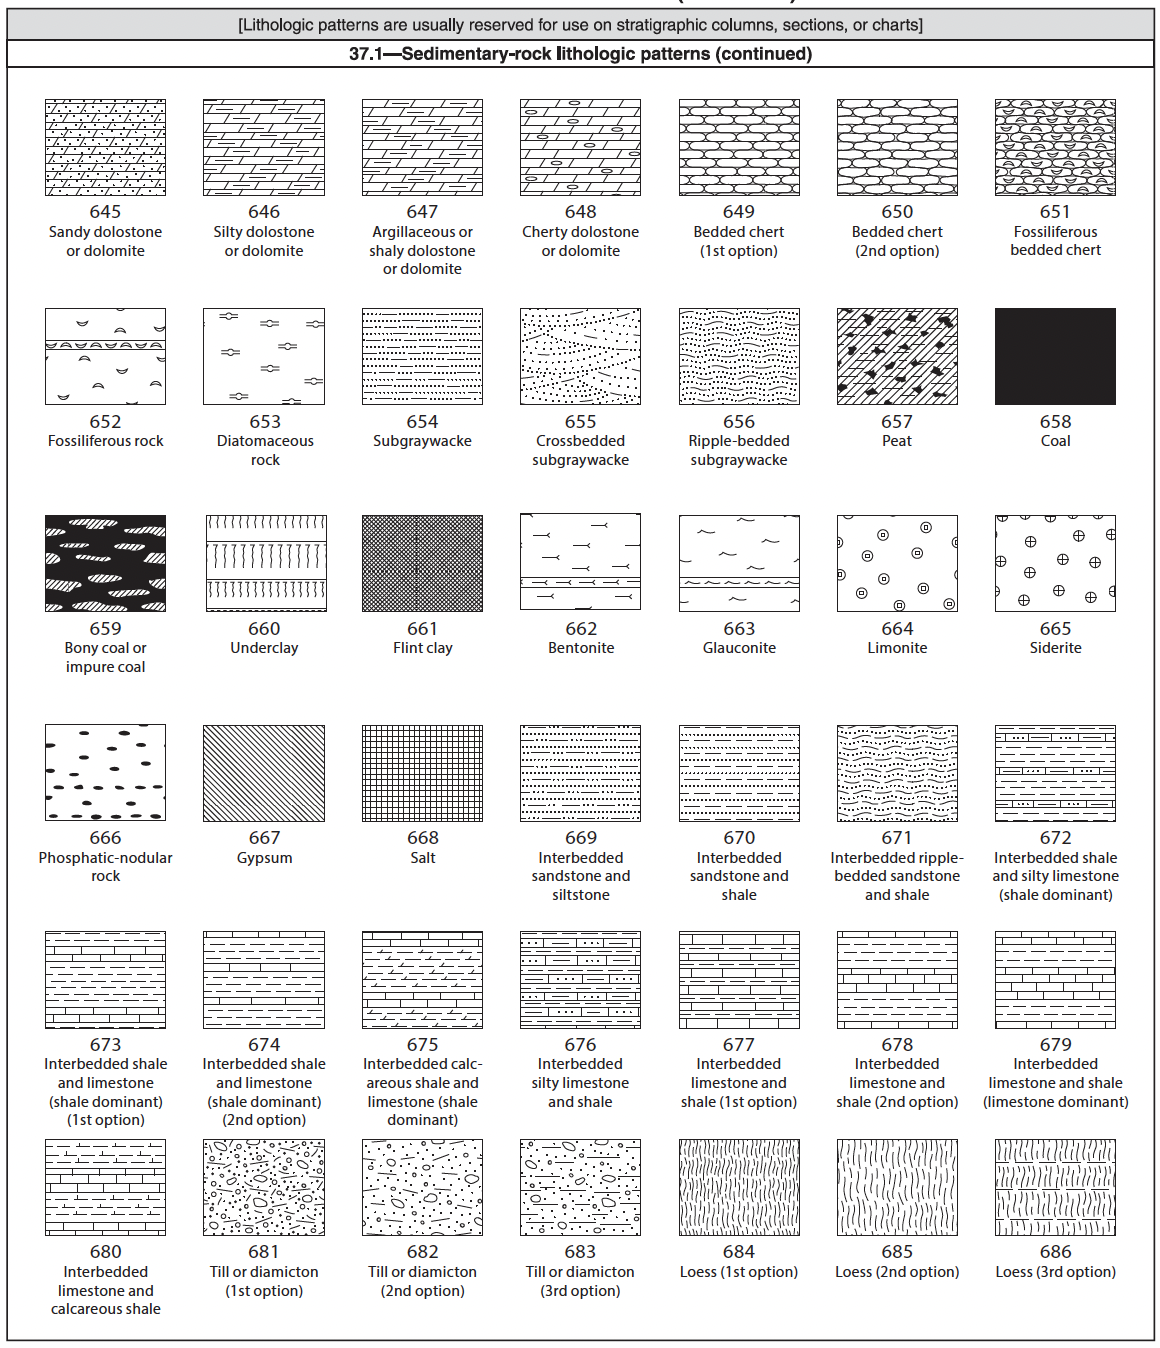 [Lithologic patterns are usually reserved for use on stratigraphic columns, sections, or charts]
37.1—Sedimentary-rock lithologic patterns (continued)
645
Sandy dolostone
or dolomite
646
Silty dolostone
or dolomite
647
Argillaceous or
shaly dolostone
or dolomite
648
Cherty dolostone
or dolomite
649
Bedded chert
(1st option)
650
Bedded chert
(2nd option)
651
Fossiliferous
bedded chert
652
Fossiliferous rock
653
Diatomaceous
rock
654
Subgraywacke
655
Crossbedded
subgraywacke
656
Ripple-bedded
subgraywacke
657
Peat
658
Coal
659
Bony coal or
impure coal
660
Underclay
661
Flint clay
662
Bentonite
663
Glauconite
664
Limonite
665
Siderite
666
Phosphatic-nodular
rock
667
Gypsum
668
Salt
669
Interbedded
sandstone and
siltstone
670
Interbedded
sandstone and
shale
671
Interbedded ripple-
bedded sandstone
and shale
672
Interbedded shale
and silty limestone
(shale dominant)
673
Interbedded shale
and limestone
(shale dominant)
(1st option)
674
Interbedded shale
and limestone
(shale dominant)
(2nd option)
675
Interbedded calc-
areous shale and
limestone (shale
dominant)
676
Interbedded
silty limestone
and shale
677
Interbedded
limestone and
shale (1st option)
678
Interbedded
limestone and
shale (2nd option)
679
Interbedded
limestone and shale
(limestone dominant)
680
Interbedded
limestone and
calcareous shale
681
Till or diamicton
(1st option)
682
Till or diamicton
(2nd option)
683
Till or diamicton
(3rd option)
684
Loess (1st option)
685
Loess (2nd option)
686
Loess (3rd option)